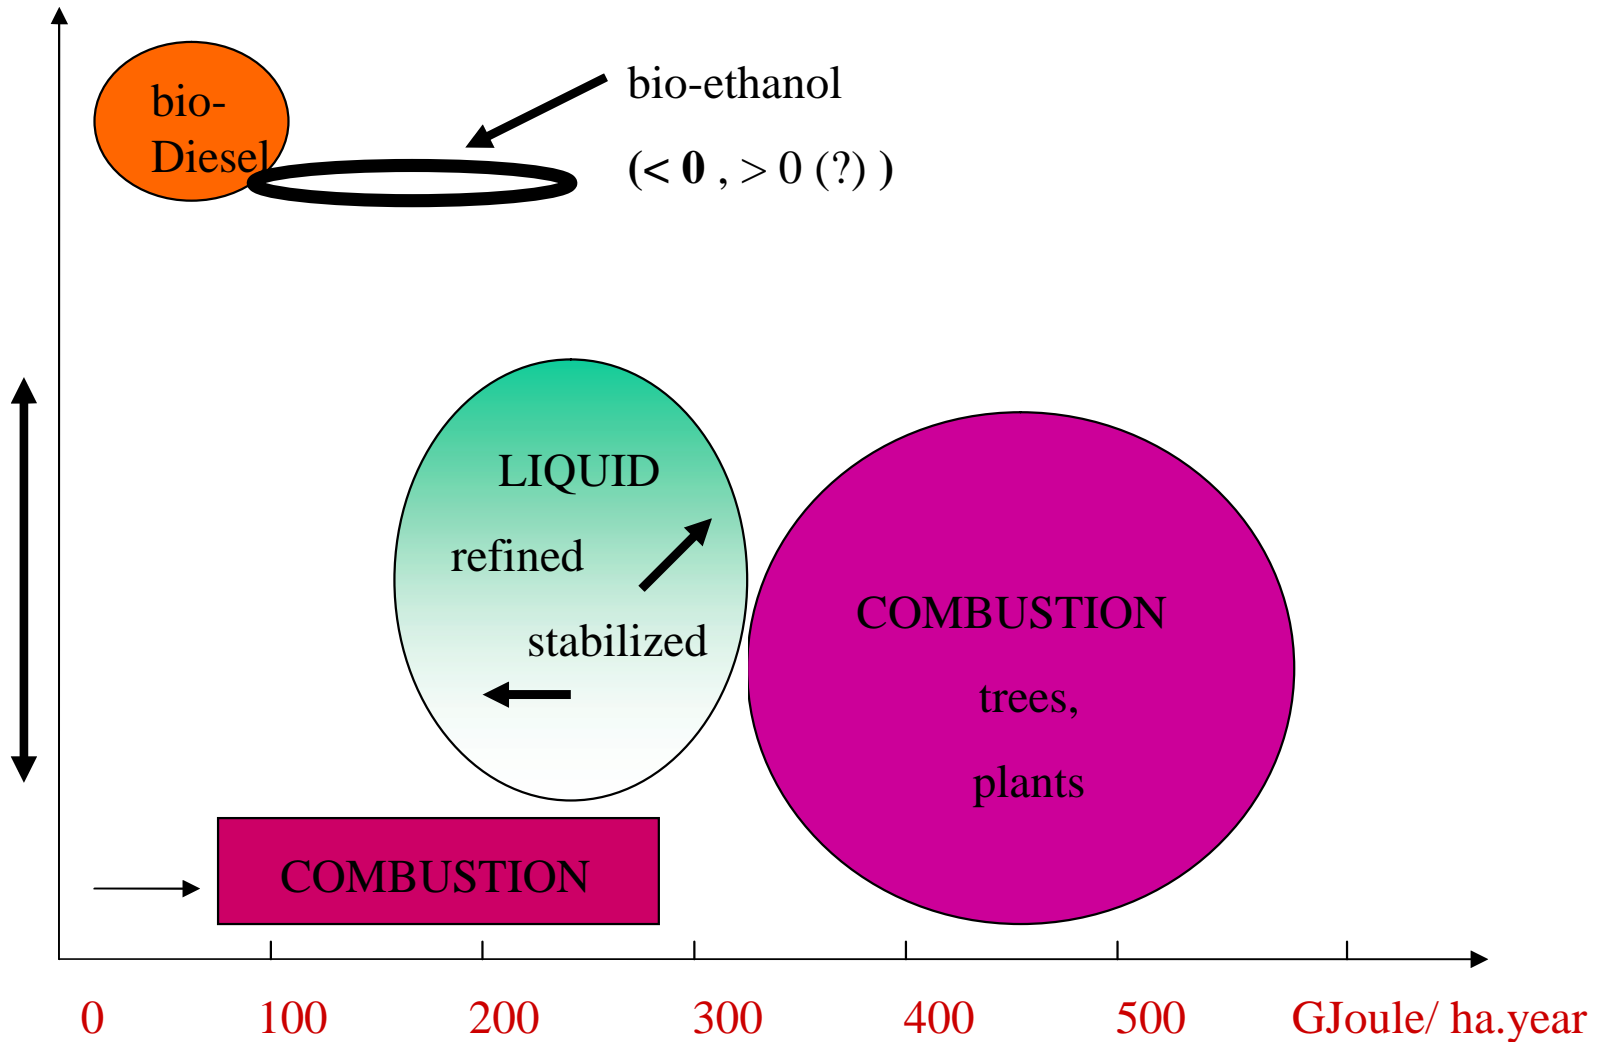 bio-
Diesel
bio-ethanol
(< 0 , > 0 (?) )
LIQUID
refined
stabilized
COMBUSTION
trees,
plants
COMBUSTION
0 100 200 300 400 500 GJoule/ ha.year